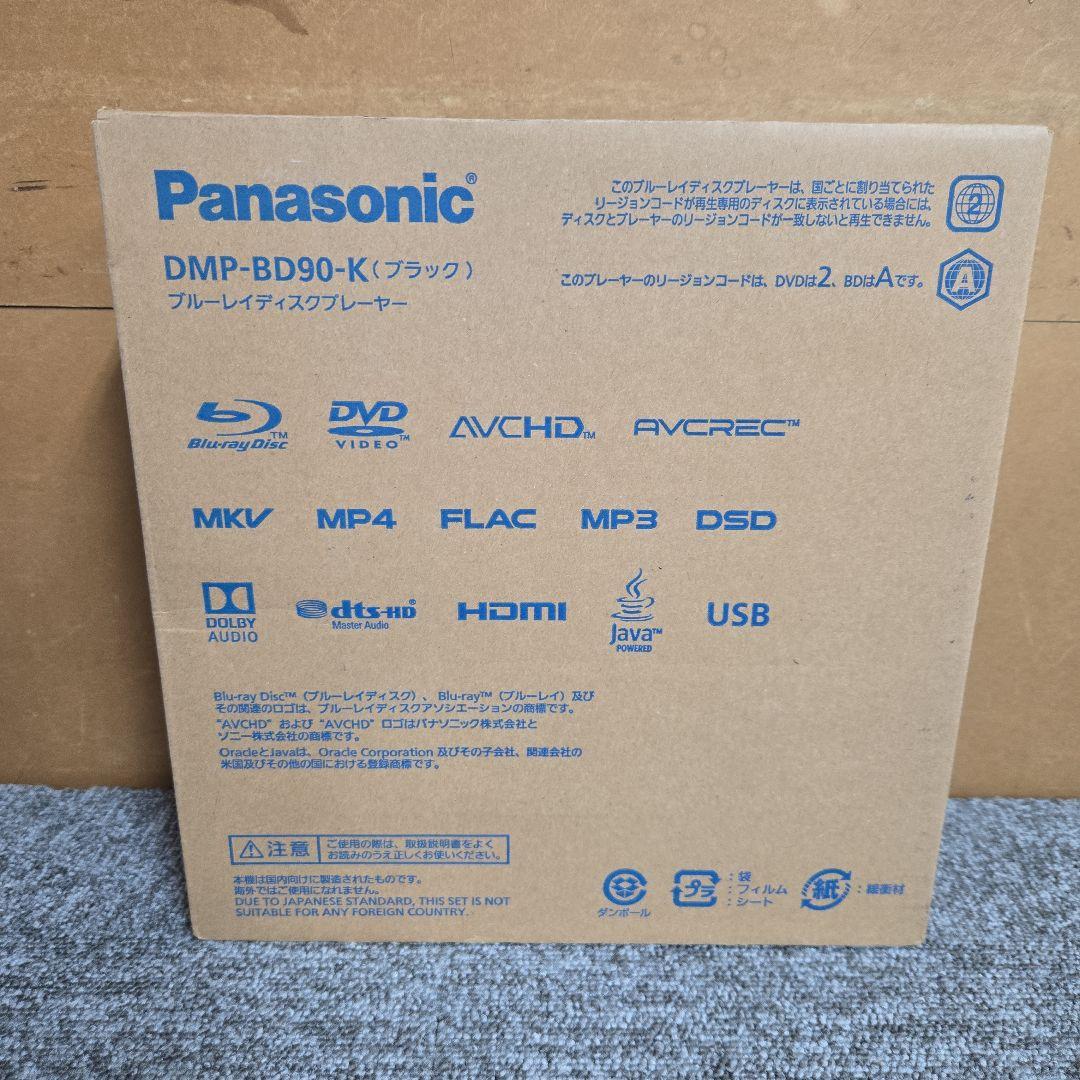 Panasonic®
DMP-BD90-K（ブラック）
ブルーレイディスクプレーヤー
このブルーレイディスクプレーヤーは、国ごとに割り当てられた
リージョンコードが再生専用のディスクに表示されている場合には、
ディスクとプレーヤーのリージョンコードが一致しないと再生できません。
2
このプレーヤーのリージョンコードは、DVDは2、BDはAです。
A
Blu-ray Disc™
DVD VIDEO™
AVCHD™
AVCREC™
MKV MP4 FLAC MP3 DSD
DOLBY AUDIO
dts-HD® Master Audio
HDMI
Java™ POWERED
USB
Blu-ray Disc™（ブルーレイディスク）、Blu-ray™（ブルーレイ）及び
その関連のロゴは、ブルーレイディスクアソシエーションの商標です。
"AVCHD" および "AVCHD" ロゴはパナソニック株式会社と
ソニー株式会社の商標です。
OracleとJavaは、Oracle Corporation 及びその子会社、関連会社の
米国及びその他の国における登録商標です。
注意
ご使用の際は、取扱説明書をよく
お読みのうえ正しくお使いください。
本機は国内向けに製造されたものです。
海外ではご使用になれません。
DUE TO JAPANESE STANDARD, THIS SET IS NOT
SUITABLE FOR ANY FOREIGN COUNTRY.
ダンボール
プラ
：袋
：フィルム
：シート
紙
：緩衝材